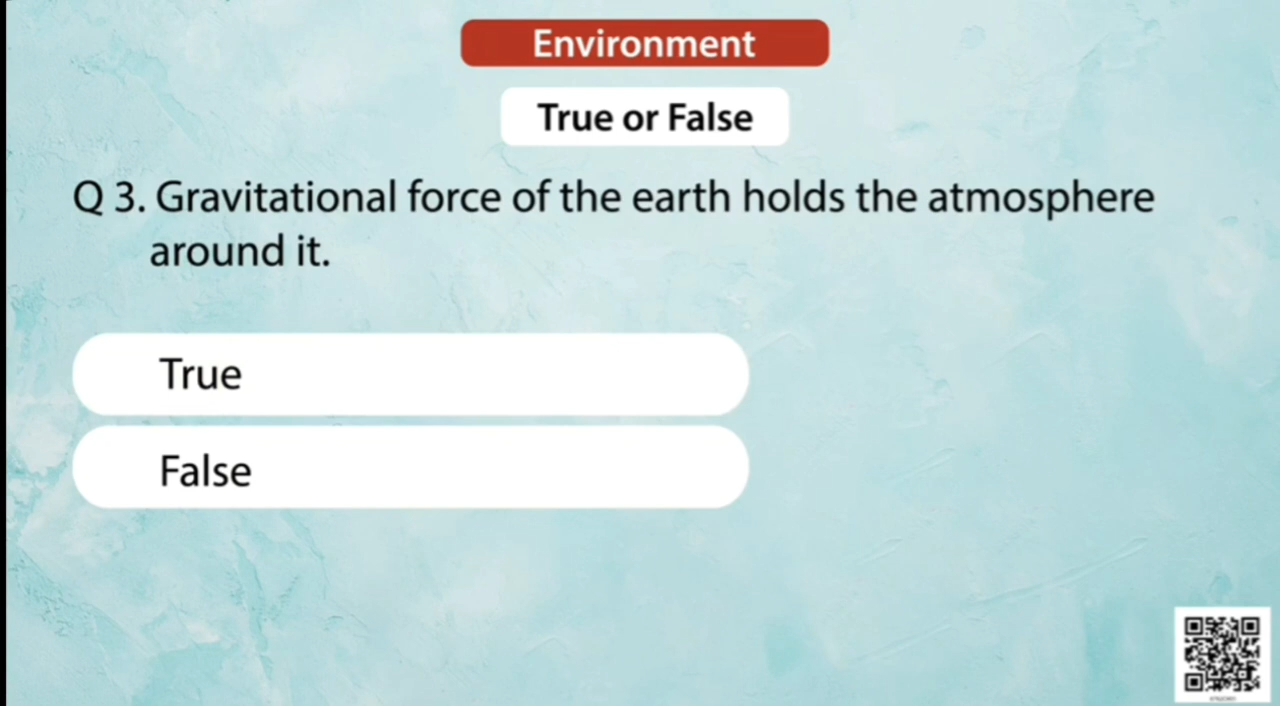 Environment
True or False
Q 3. Gravitational force of the earth holds the atmosphere
around it.
True
False